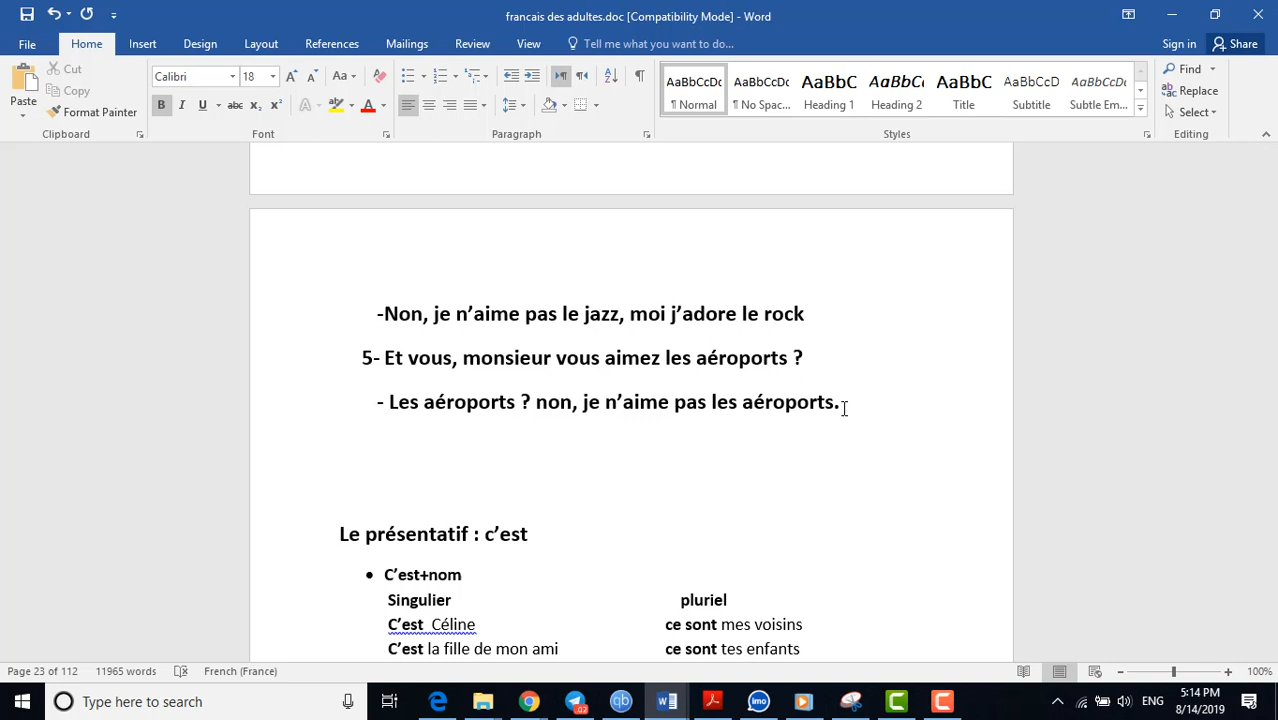 francais des adultes.doc [Compatibility Mode] - Word
File Home Insert Design Layout References Mailings Review View Tell me what you want to do... Sign in Share
Paste Cut Copy Format Painter
Calibri 18
AaBbCcDc AaBbCcDc AaBbC AaBbCc AaBbC AaBbCcD AaBbCcD
¶ Normal ¶ No Spac... Heading 1 Heading 2 Title Subtitle Subtle Em...
Find Replace Select
Clipboard Font Paragraph Styles Editing
-Non, je n’aime pas le jazz, moi j’adore le rock
5- Et vous, monsieur vous aimez les aéroports ?
- Les aéroports ? non, je n’aime pas les aéroports.
Le présentatif : c’est
• C’est+nom
Singulier pluriel
C’est Céline ce sont mes voisins
C’est la fille de mon ami ce sont tes enfants
Page 23 of 112 11965 words French (France) 100%
Type here to search
ENG 5:14 PM 8/14/2019